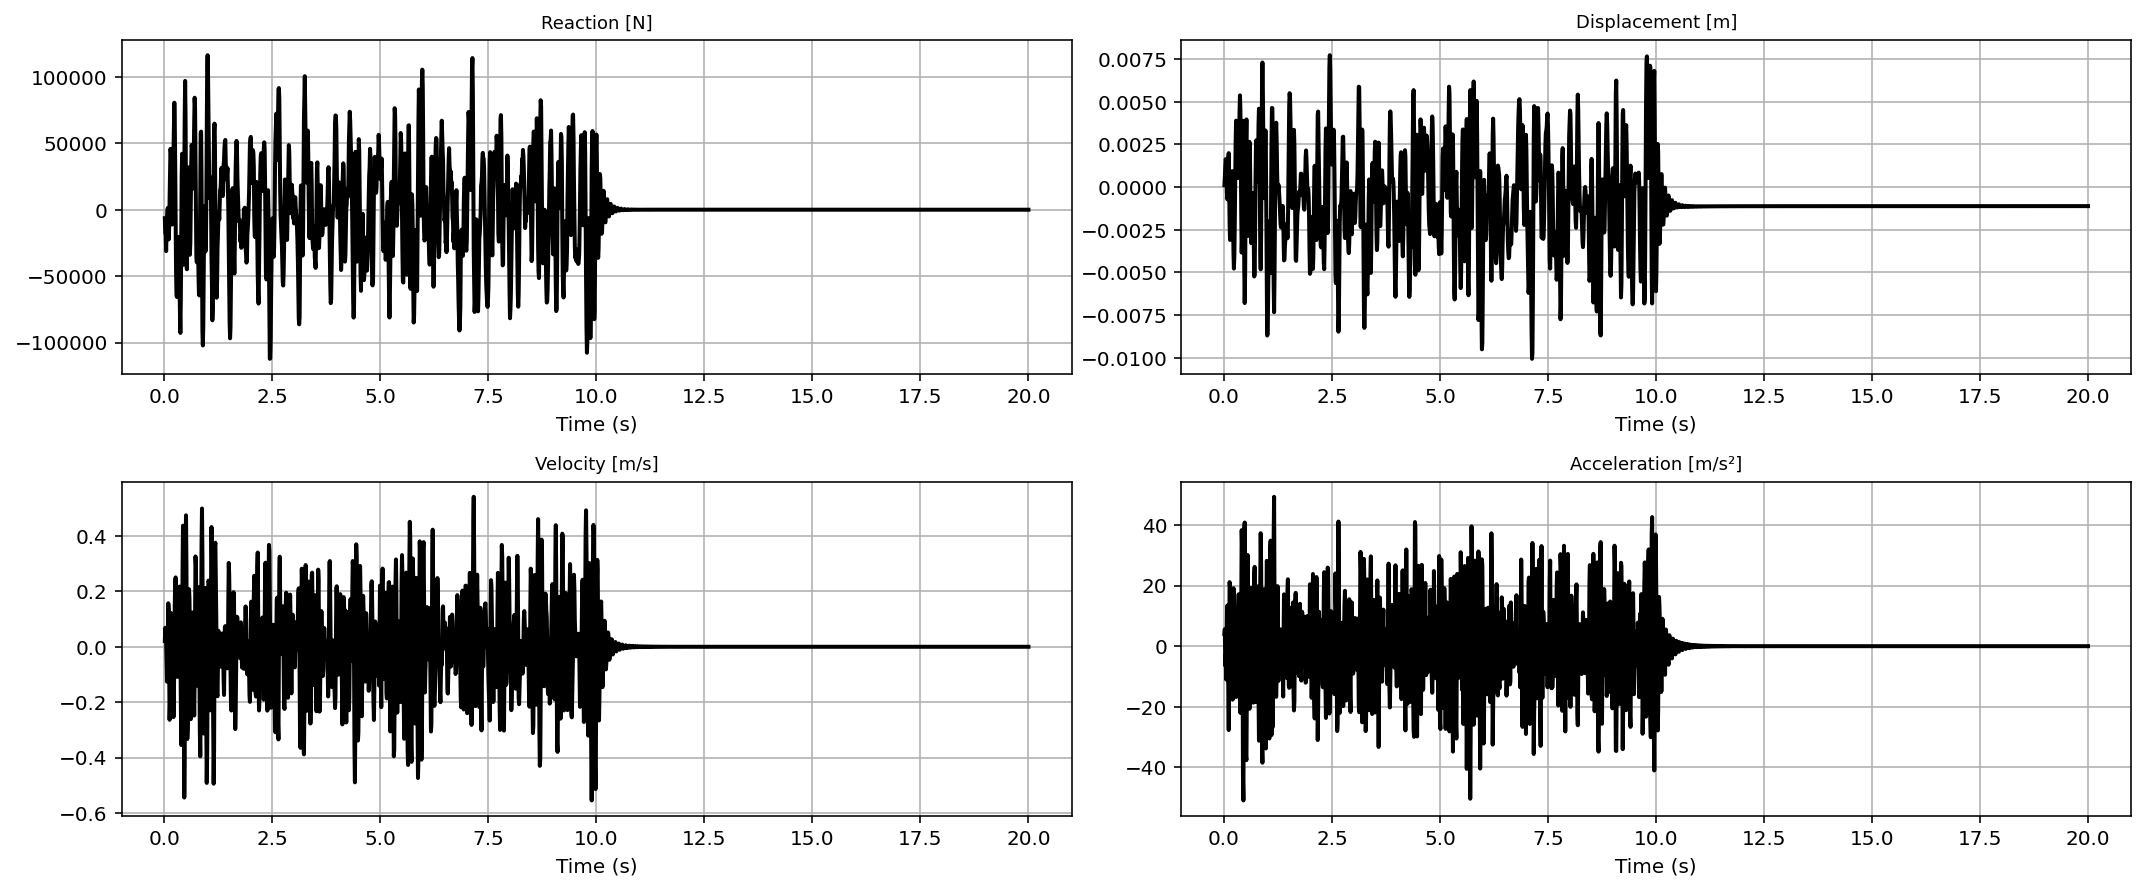 Reaction [N]
100000
50000
0
−50000
−100000
0.0 2.5 5.0 7.5 10.0 12.5 15.0 17.5 20.0
Time (s)
Displacement [m]
0.0075
0.0050
0.0025
0.0000
−0.0025
−0.0050
−0.0075
−0.0100
0.0 2.5 5.0 7.5 10.0 12.5 15.0 17.5 20.0
Time (s)
Velocity [m/s]
0.4
0.2
0.0
−0.2
−0.4
−0.6
0.0 2.5 5.0 7.5 10.0 12.5 15.0 17.5 20.0
Time (s)
Acceleration [m/s²]
40
20
0
−20
−40
0.0 2.5 5.0 7.5 10.0 12.5 15.0 17.5 20.0
Time (s)